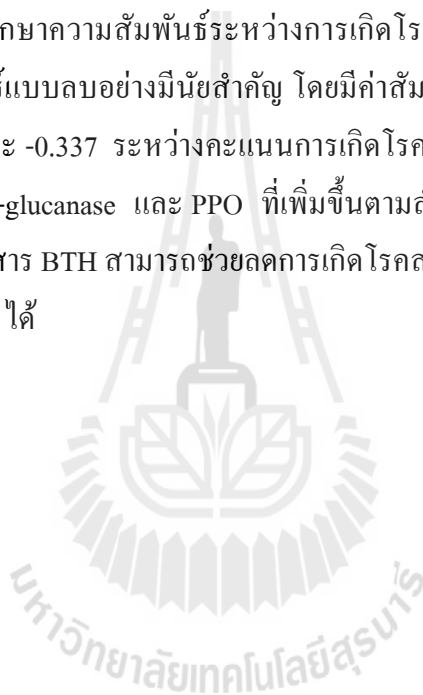 กษาความสัมพันธ์ระหว่างการเกิดโร
์แบบลบอย่างมีนัยสำคัญ โดยมีค่าสัม
ะ -0.337 ระหว่างคะแนนการเกิดโรค
-glucanase และ PPO ที่เพิ่มขึ้นตาม
สาร BTH สามารถช่วยลดการเกิดโรค
ได้
มหาวิทยาลัยเทคโนโลยีสุรนารี